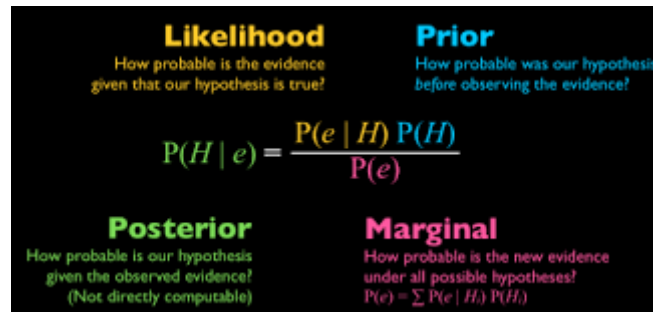 Likelihood
How probable is the evidence
given that our hypothesis is true?
Prior
How probable was our hypothesis
before observing the evidence?
P(H | e) = P(e | H) P(H)
P(e)
Posterior
How probable is our hypothesis
given the observed evidence?
(Not directly computable)
Marginal
How probable is the new evidence
under all possible hypotheses?
P(e) = ∑ P(e | Hᵢ) P(Hᵢ)